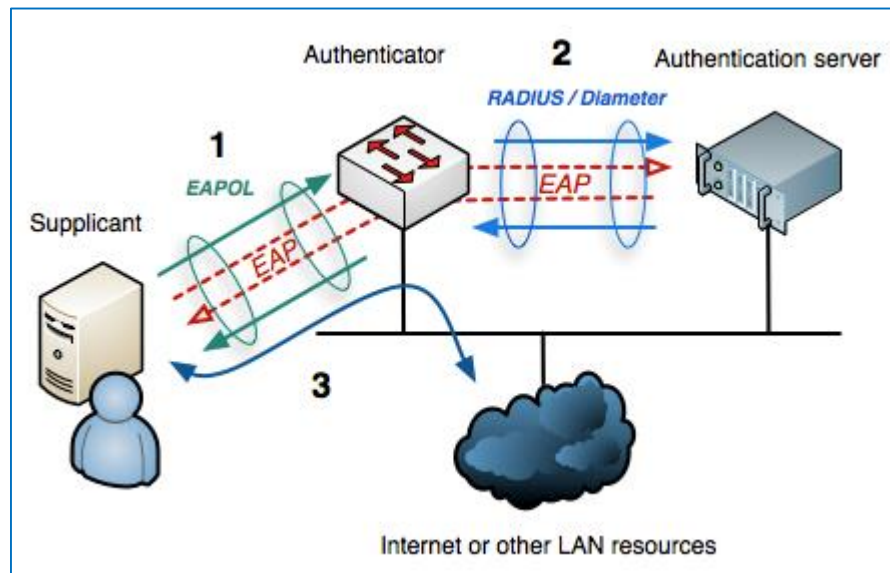 Authenticator
2
Authentication server
RADIUS / Diameter
1
EAPOL
EAP
Supplicant
EAP
3
Internet or other LAN resources